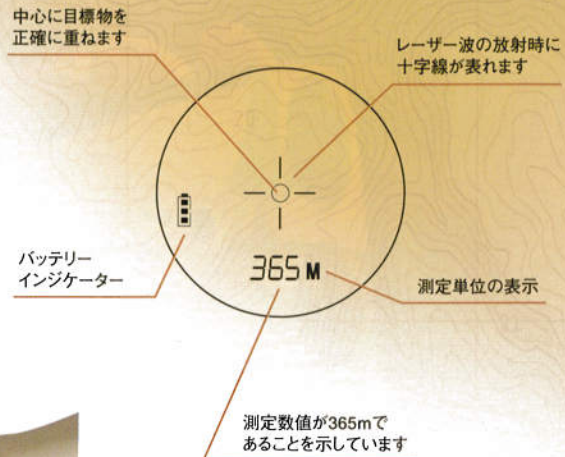 中心に目標物を
正確に重ねます
レーザー波の放射時に
十字線が表れます
バッテリー
インジケーター
365 M
測定単位の表示
測定数値が365mで
あることを示しています